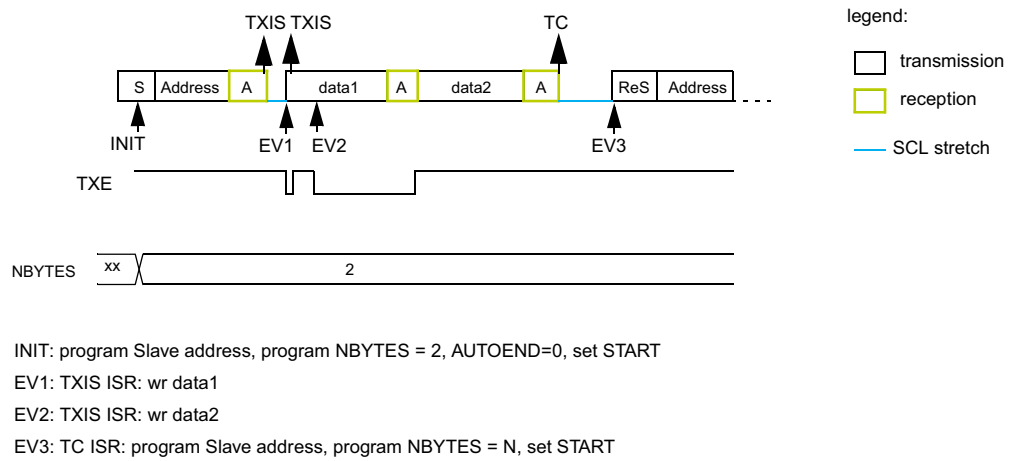 legend:
TXIS TXIS TC
transmission
S Address A data1 A data2 A ReS Address
reception
INIT EV1 EV2 EV3
SCL stretch
TXE
NBYTES xx 2
INIT: program Slave address, program NBYTES = 2, AUTOEND=0, set START
EV1: TXIS ISR: wr data1
EV2: TXIS ISR: wr data2
EV3: TC ISR: program Slave address, program NBYTES = N, set START